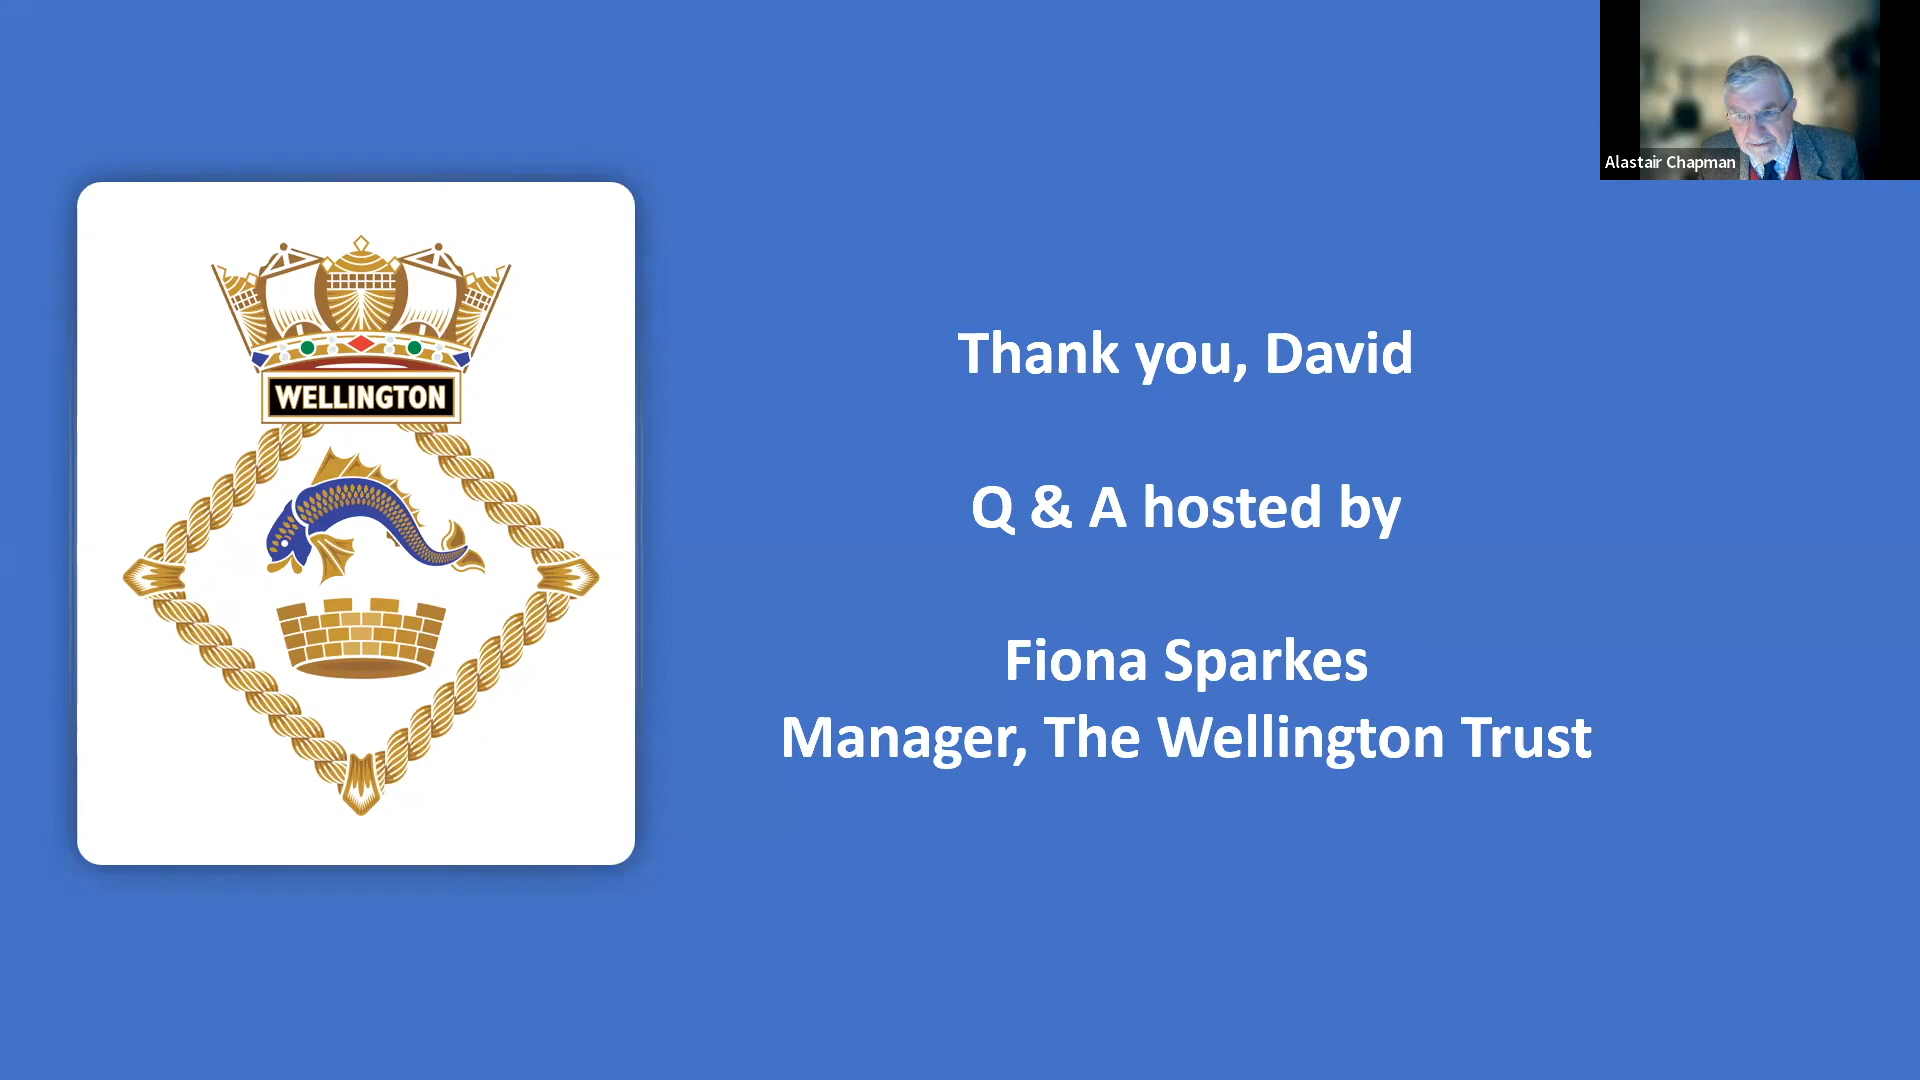 Alastair Chapman
WELLINGTON
Thank you, David
Q & A hosted by
Fiona Sparkes
Manager, The Wellington Trust